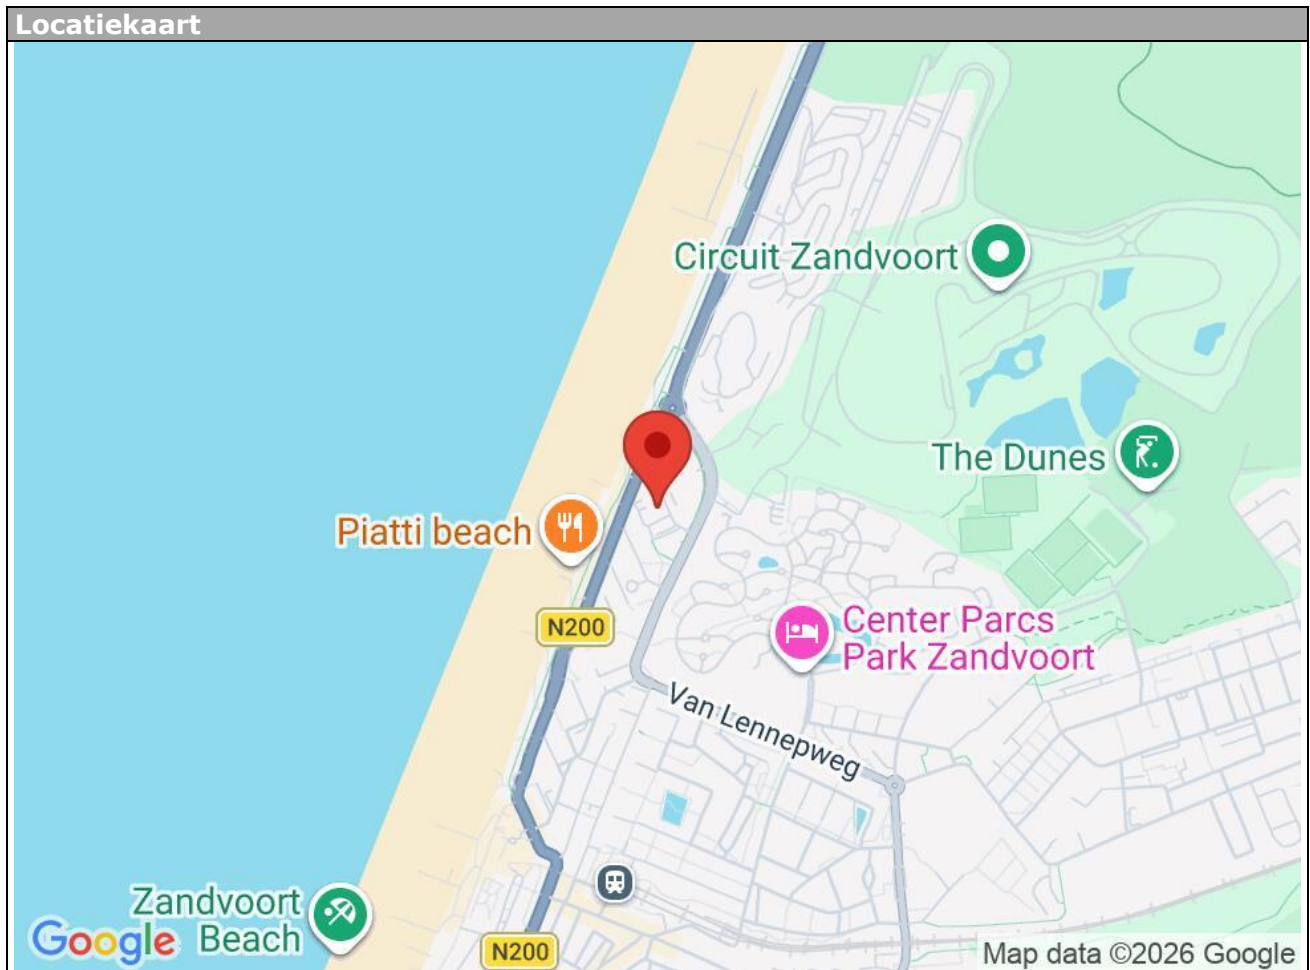 Locatiekaart
Circuit Zandvoort
The Dunes
Piatti beach
N200
Center Parcs
Park Zandvoort
Van Lennepweg
Zandvoort
Beach
Google
N200
Map data ©2026 Google